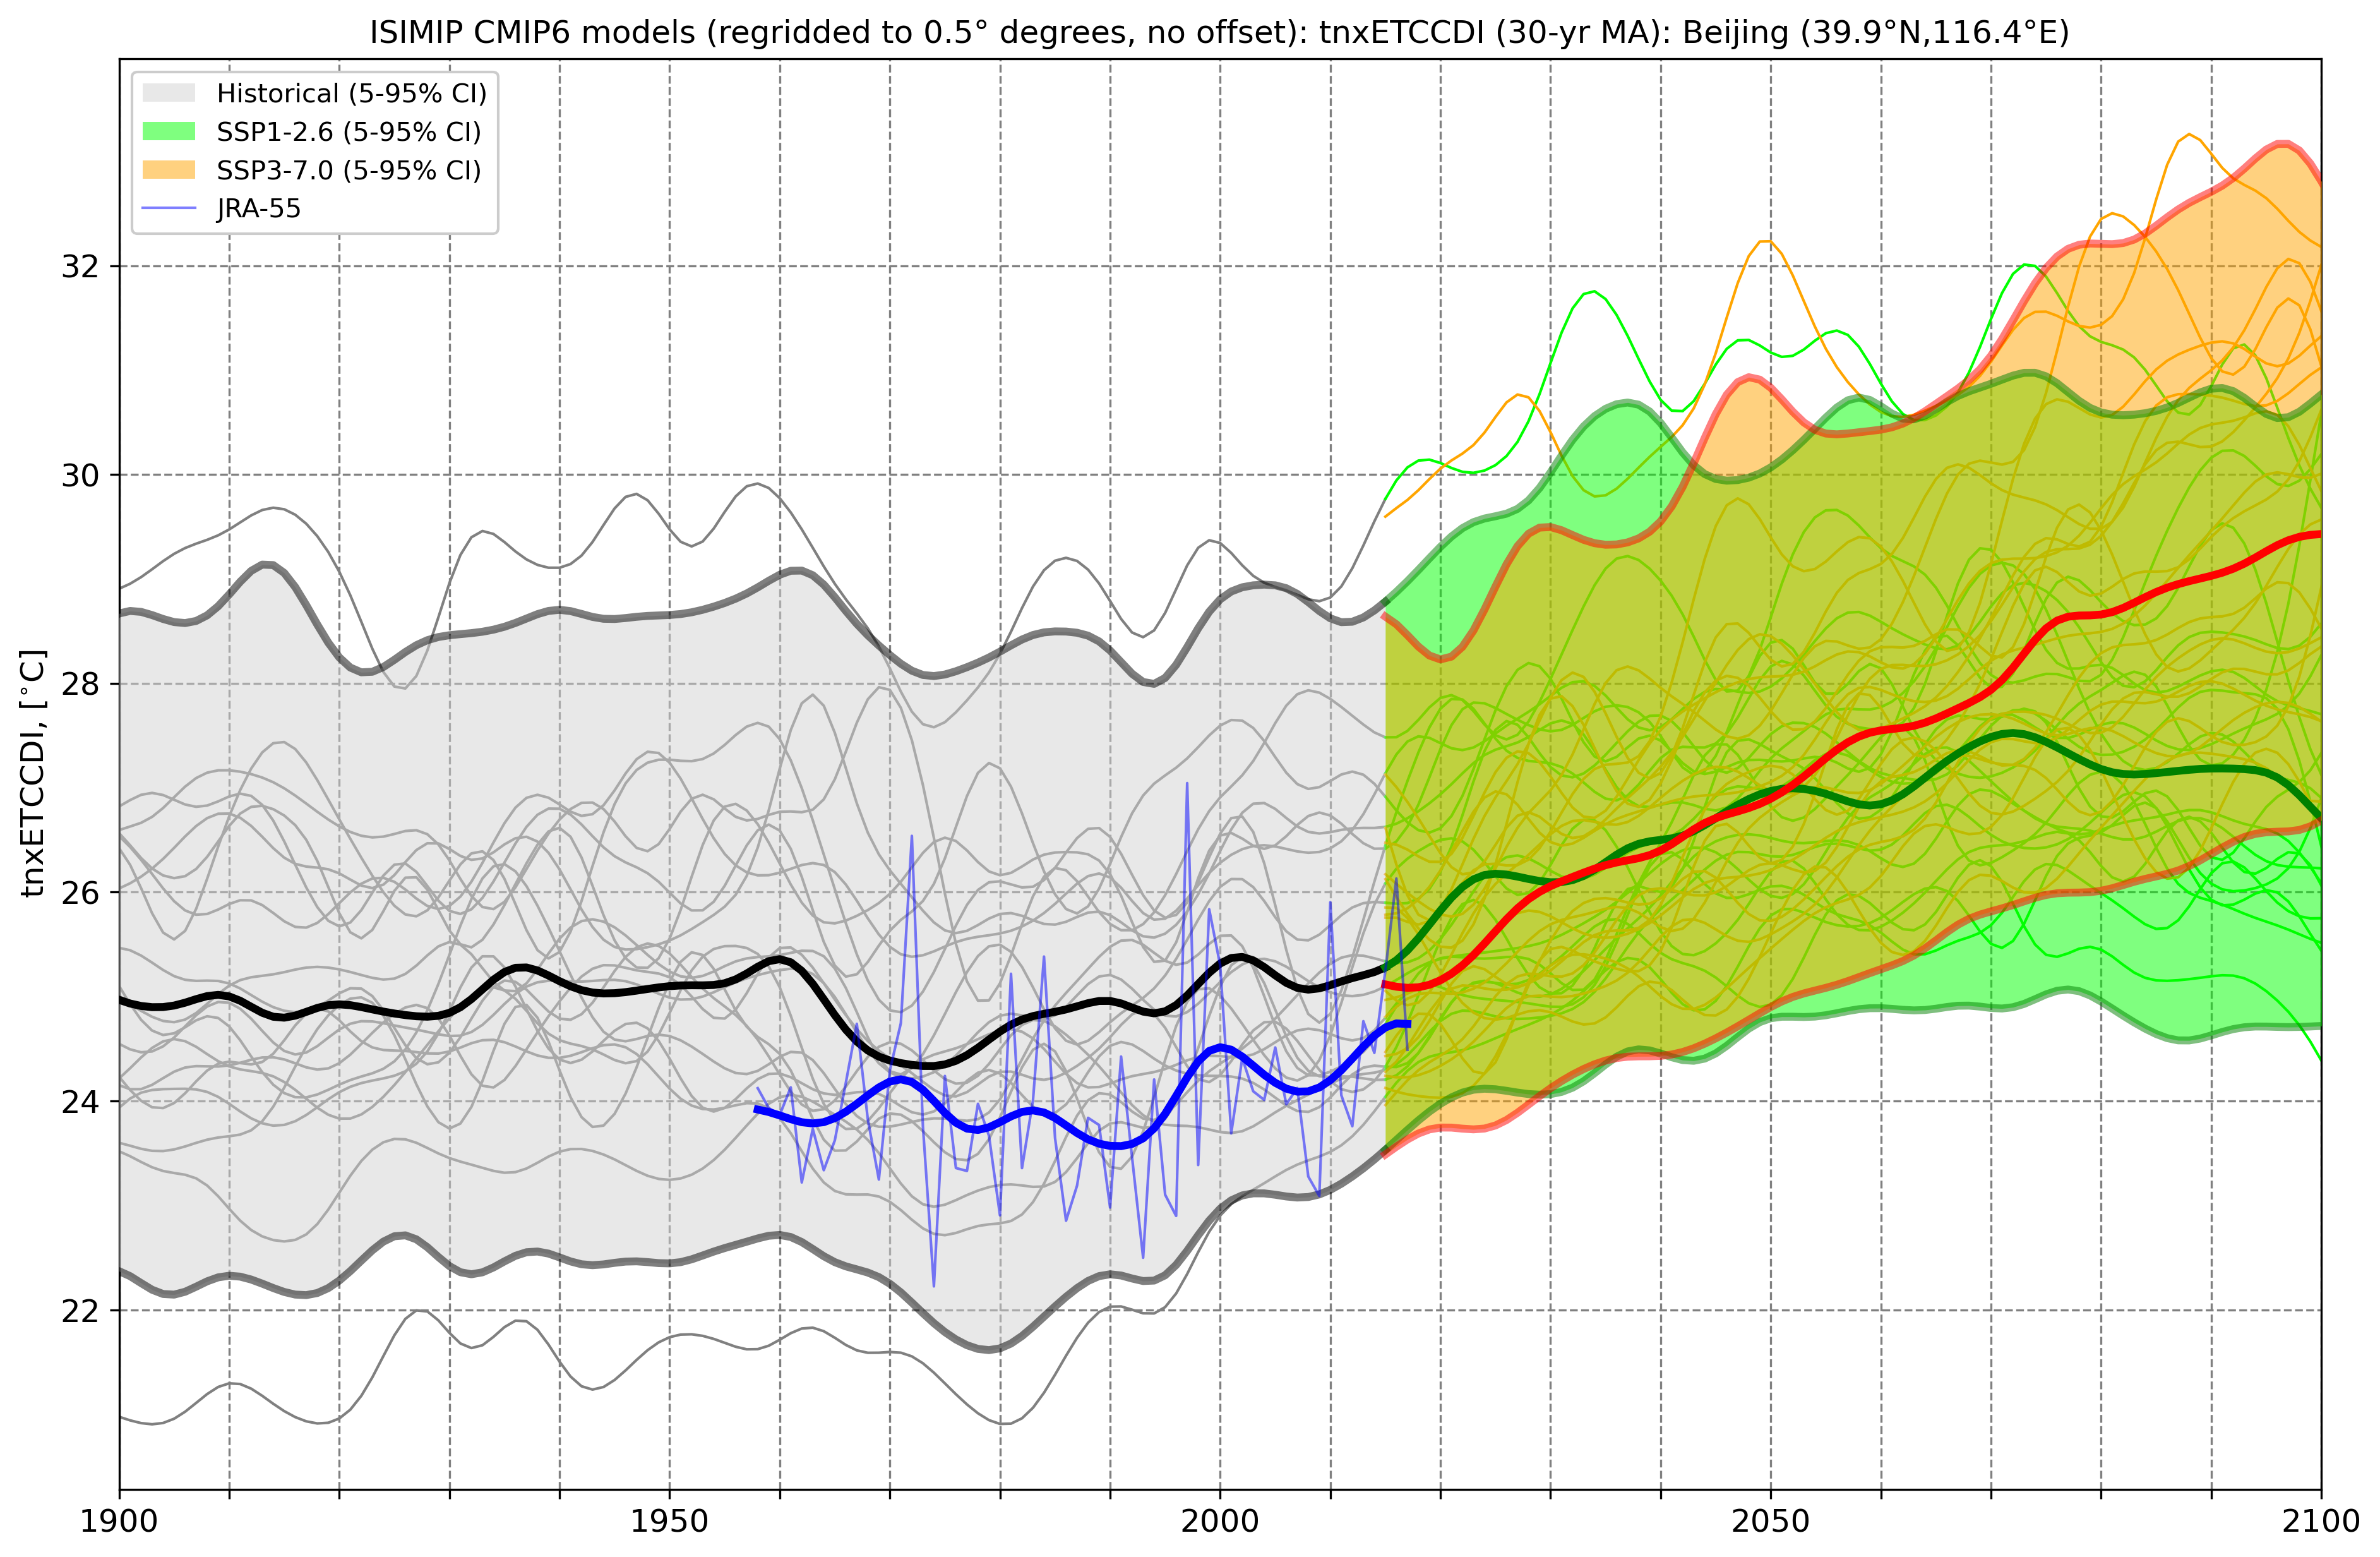 ISIMIP CMIP6 models (regridded to 0.5° degrees, no offset): tnxETCCDI (30-yr MA): Beijing (39.9°N,116.4°E)
Historical (5-95% CI)
SSP1-2.6 (5-95% CI)
SSP3-7.0 (5-95% CI)
JRA-55
tnxETCCDI, [°C]
32
30
28
26
24
22
1900
1950
2000
2050
2100